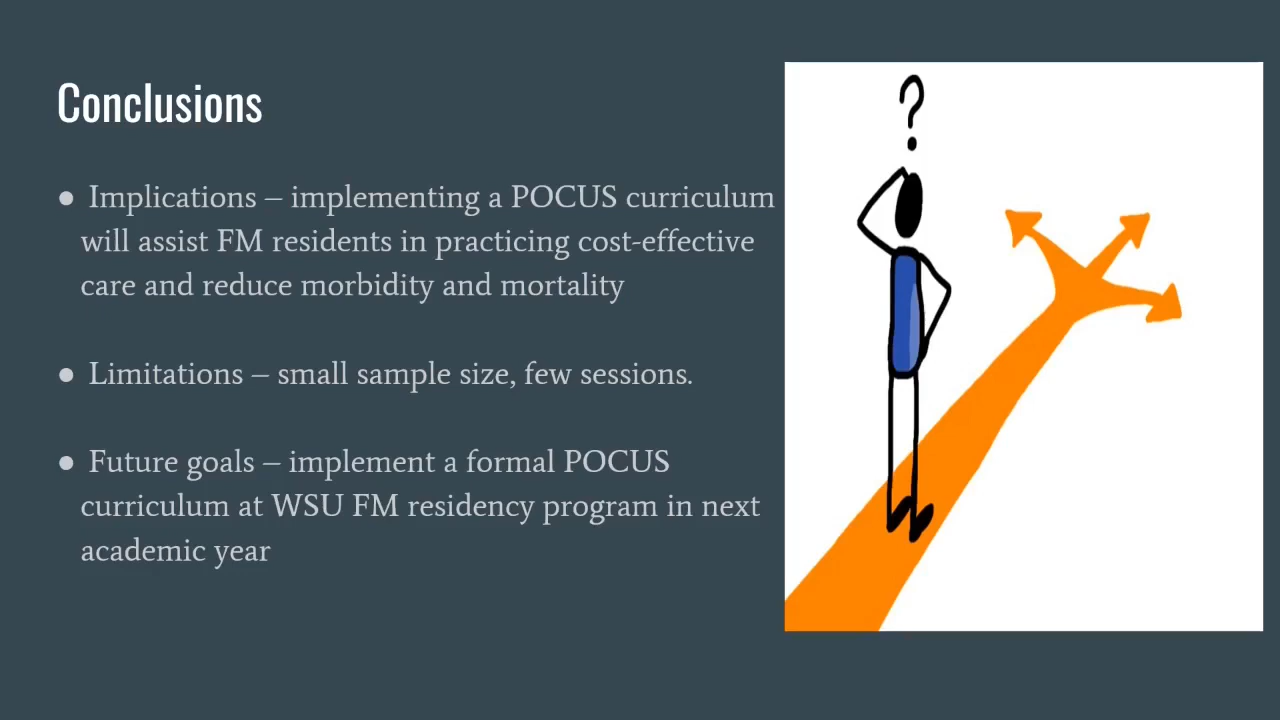 Conclusions
● Implications – implementing a POCUS curriculum
will assist FM residents in practicing cost-effective
care and reduce morbidity and mortality
● Limitations – small sample size, few sessions.
● Future goals – implement a formal POCUS
curriculum at WSU FM residency program in next
academic year
?